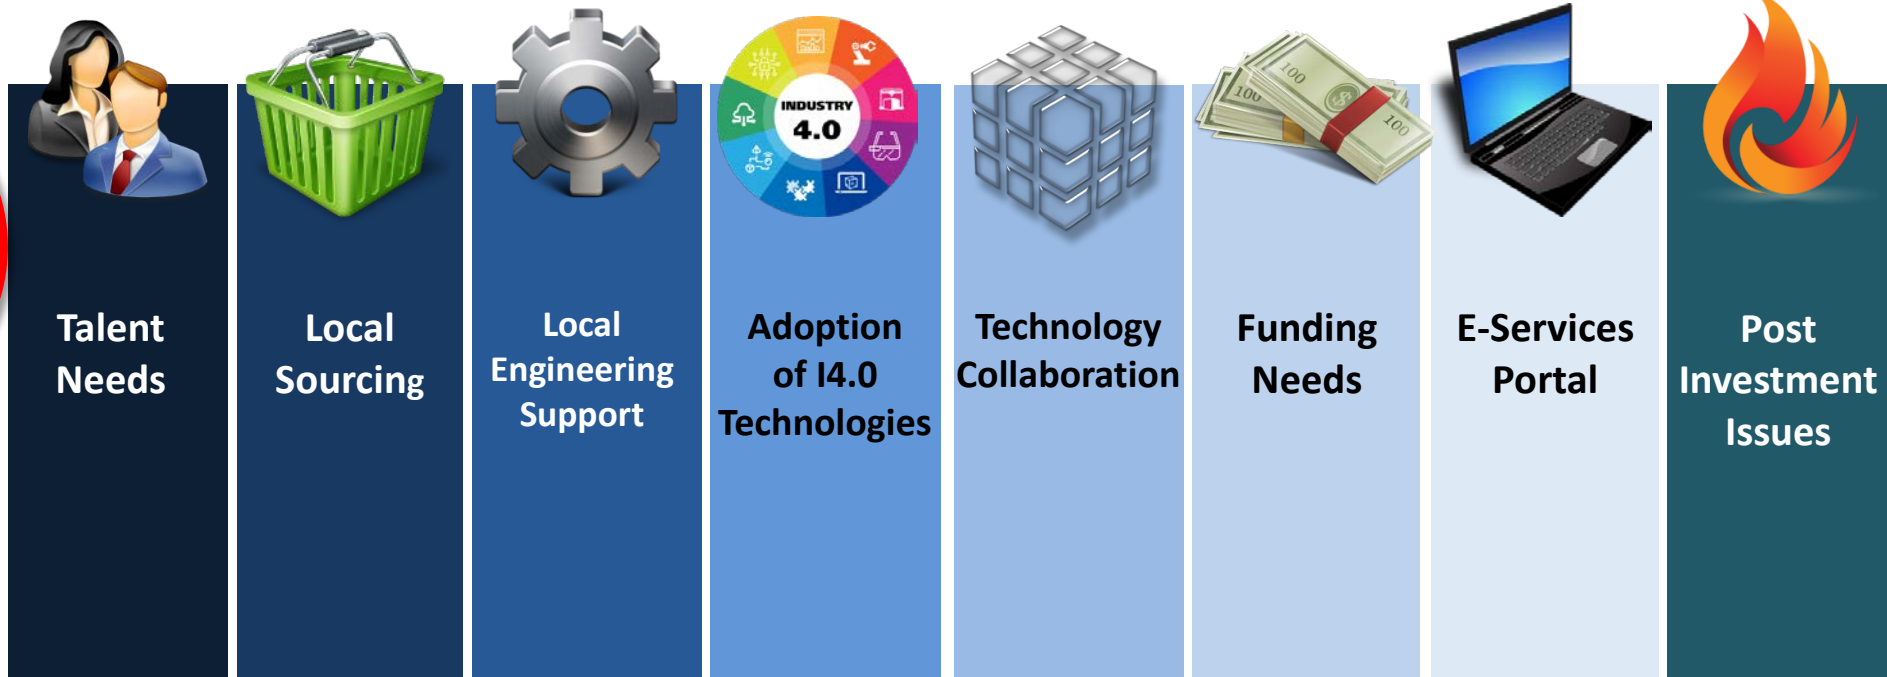 INDUSTRY
4.0
100
100
100
Talent
Needs
Local
Sourcing
Local
Engineering
Support
Adoption
of I4.0
Technologies
Technology
Collaboration
Funding
Needs
E-Services
Portal
Post
Investment
Issues